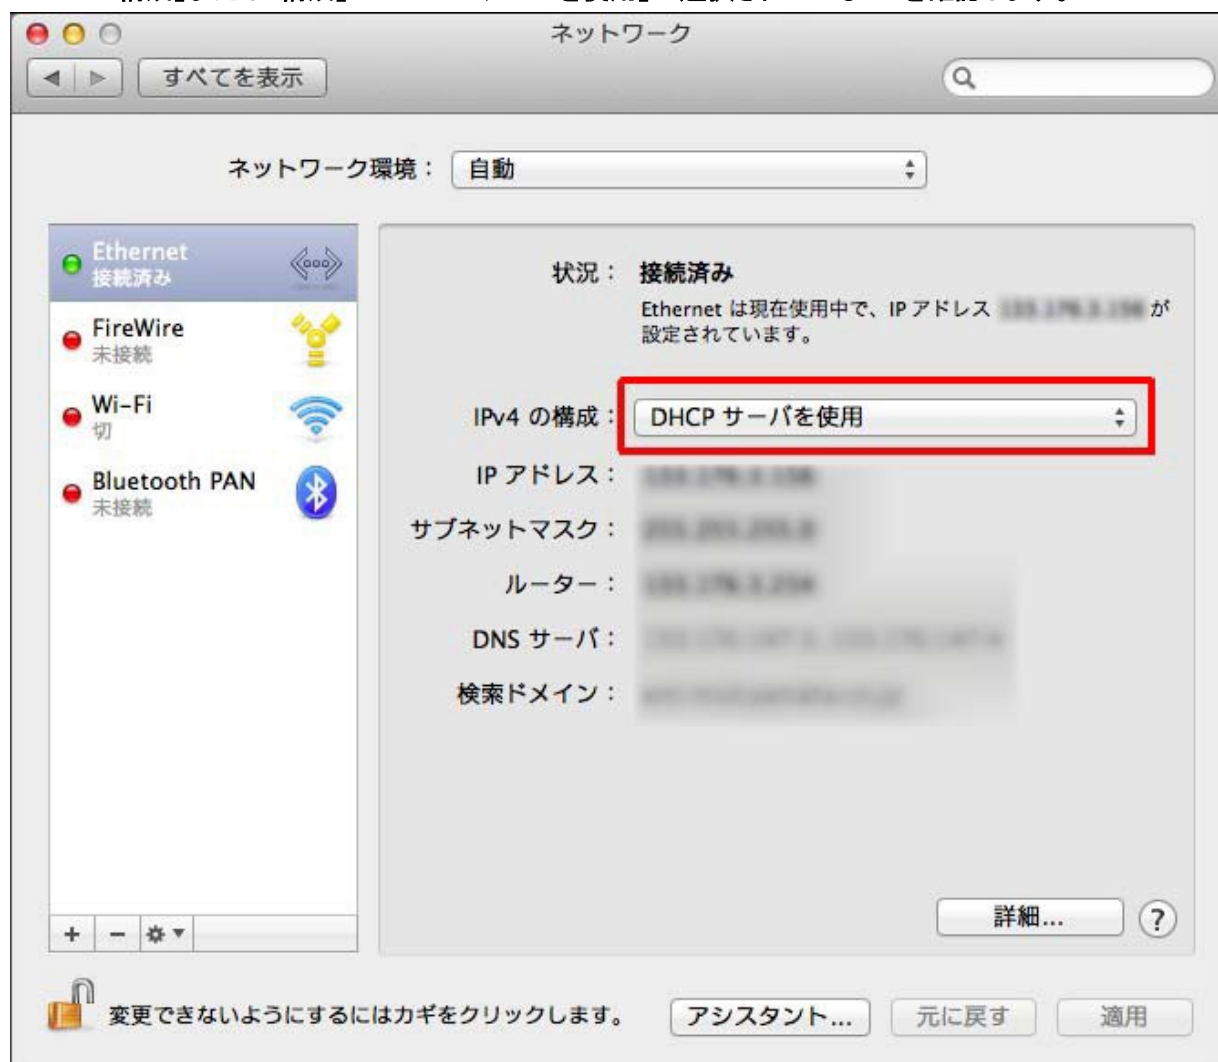 ネットワーク
すべてを表示
ネットワーク環境： 自動
Ethernet
接続済み
FireWire
未接続
Wi-Fi
切
Bluetooth PAN
未接続
状況： 接続済み
Ethernet は現在使用中で、IP アドレス が
設定されています。
IPv4 の構成： DHCP サーバを使用
IP アドレス：
サブネットマスク：
ルーター：
DNS サーバ：
検索ドメイン：
詳細... ?
変更できないようにするにはカギをクリックします。
アシスタント... 元に戻す 適用